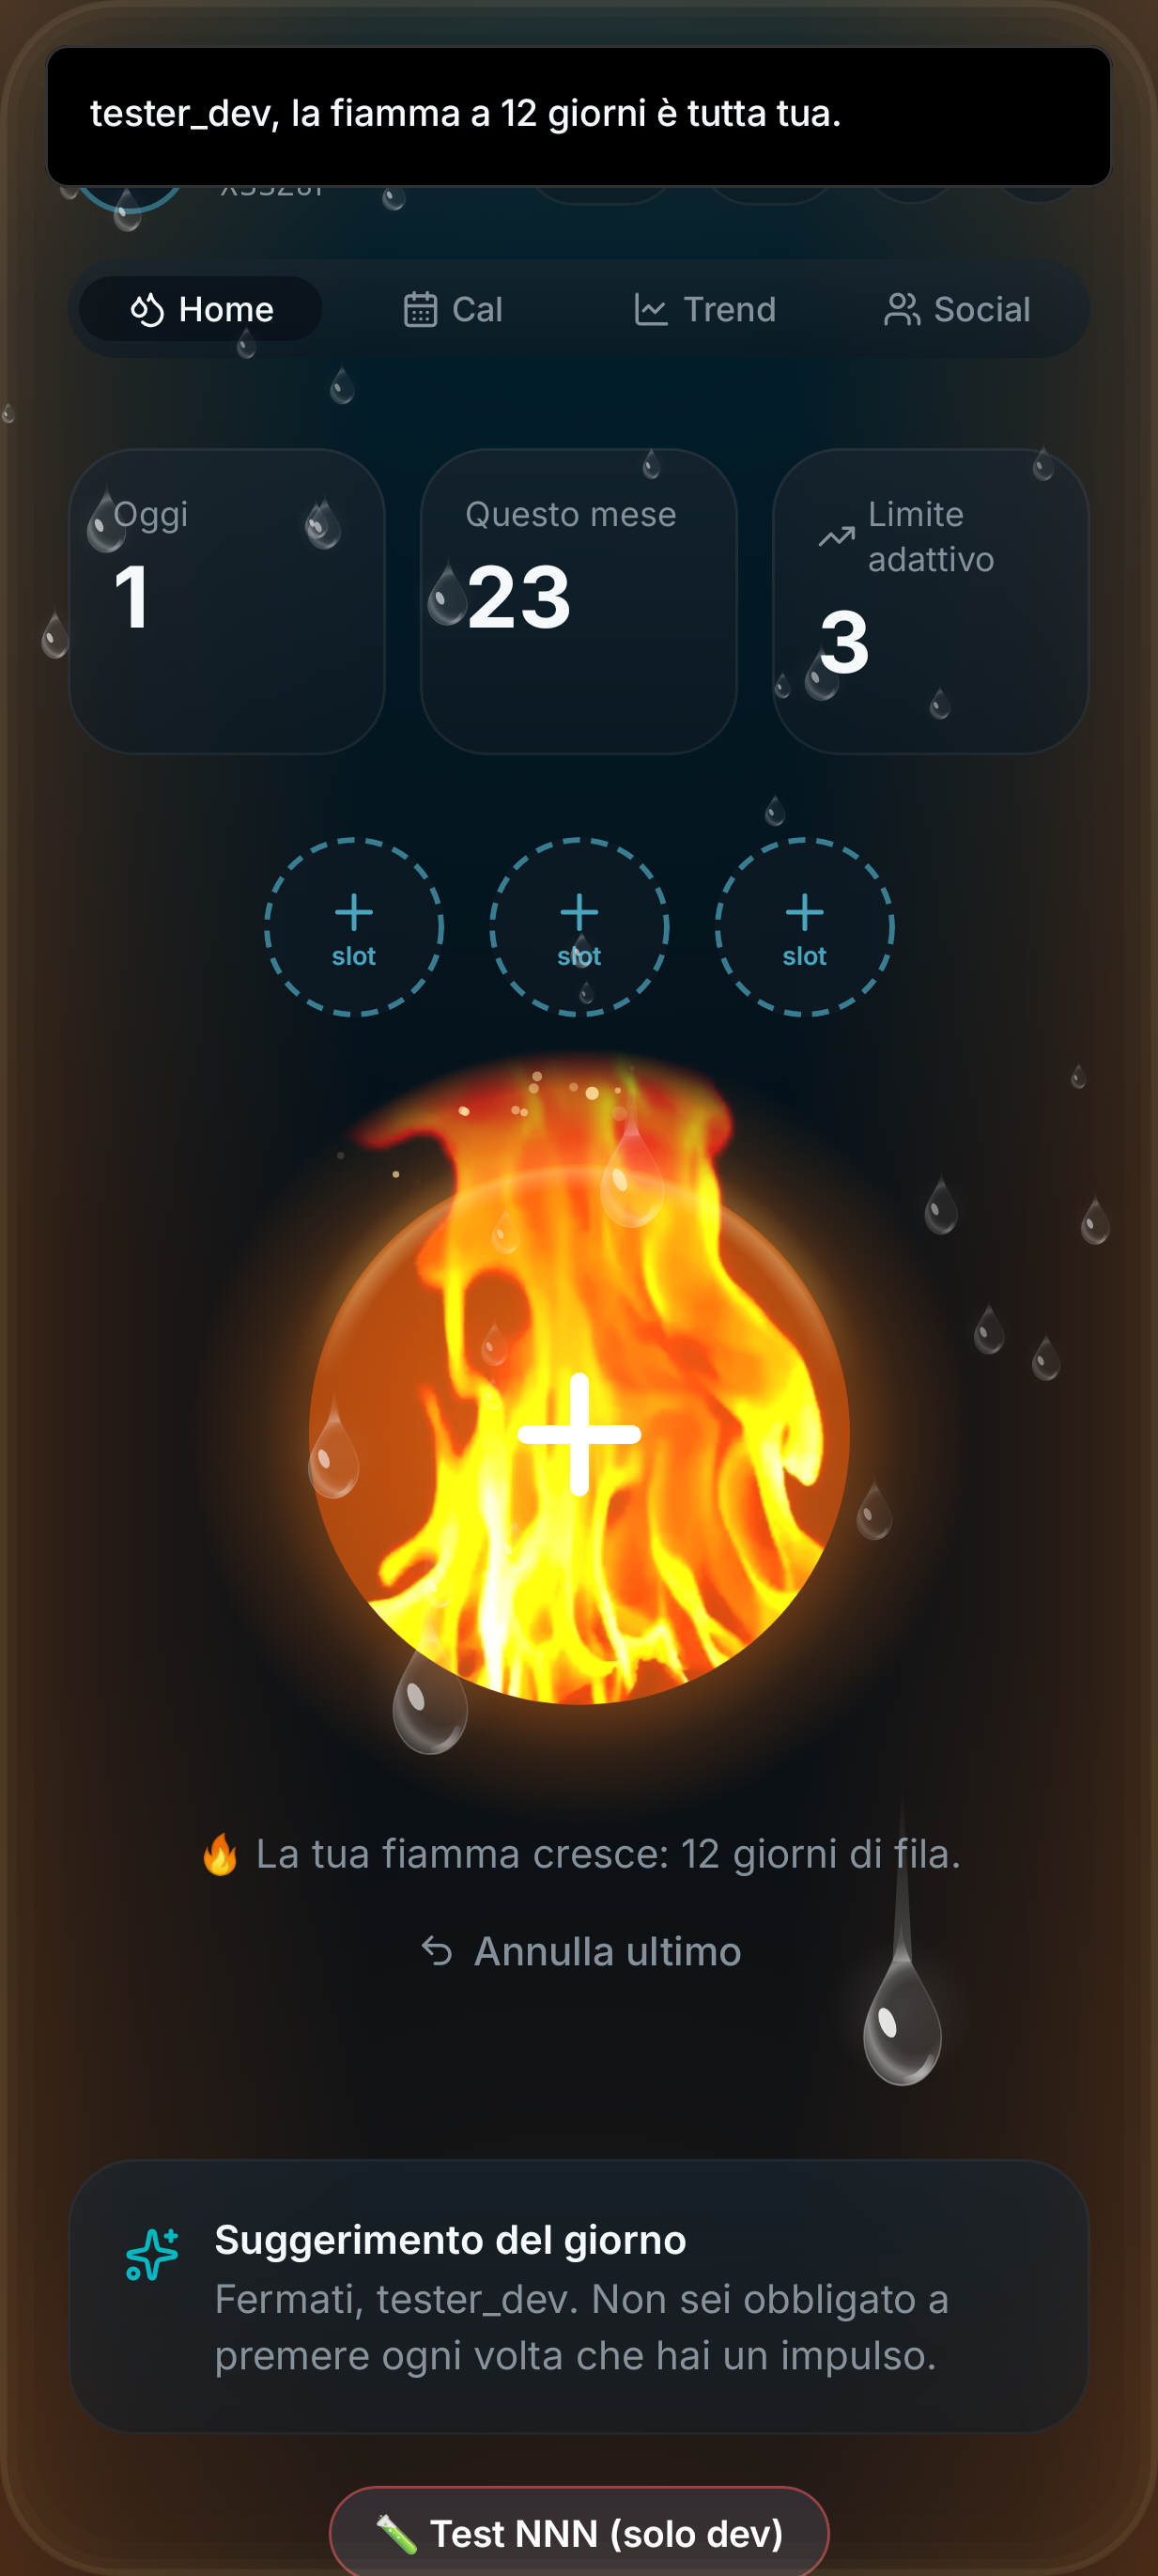 tester_dev, la fiamma a 12 giorni è tutta tua.
Home
Cal
Trend
Social
Oggi
1
Questo mese
23
Limite
adattivo
3
slot
slot
slot
🔥 La tua fiamma cresce: 12 giorni di fila.
Annulla ultimo
Suggerimento del giorno
Fermati, tester_dev. Non sei obbligato a
premere ogni volta che hai un impulso.
🧪 Test NNN (solo dev)